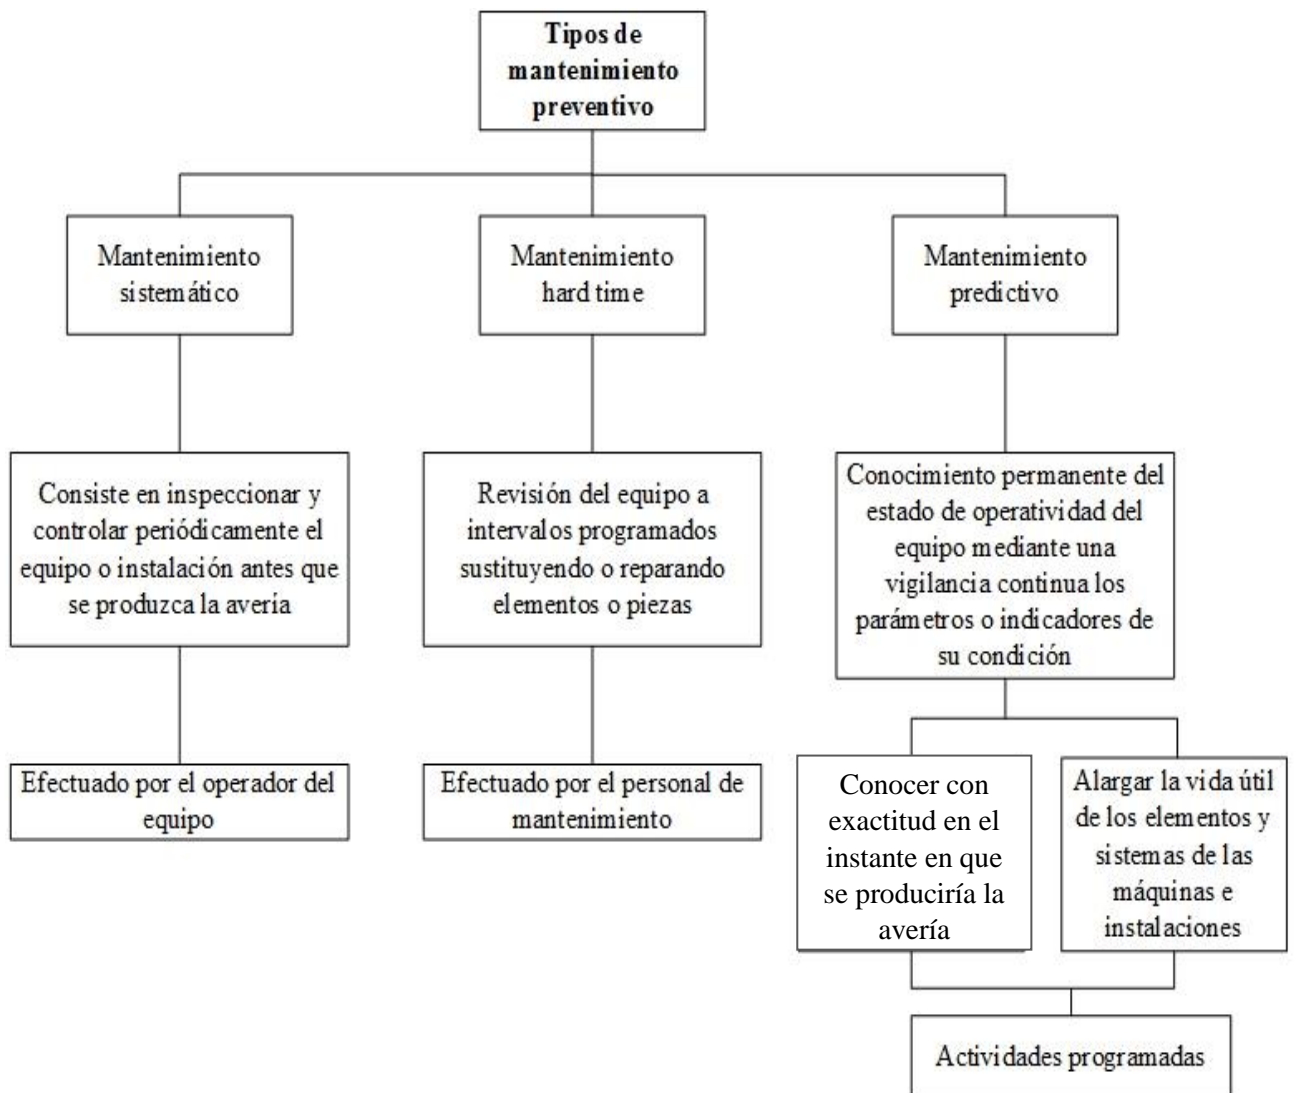 Tipos de
mantenimiento
preventivo
Mantenimiento
sistemático
Mantenimiento
hard time
Mantenimiento
predictivo
Consiste en inspeccionar y
controlar periódicamente el
equipo o instalación antes que
se produzca la avería
Revisión del equipo a
intervalos programados
sustituyendo o reparando
elementos o piezas
Conocimiento permanente del
estado de operatividad del
equipo mediante una
vigilancia continua los
parámetros o indicadores de
su condición
Efectuado por el operador del
equipo
Efectuado por el personal de
mantenimiento
Conocer con
exactitud en el
instante en que
se produciría la
avería
Alargar la vida útil
de los elementos y
sistemas de las
máquinas e
instalaciones
Actividades programadas